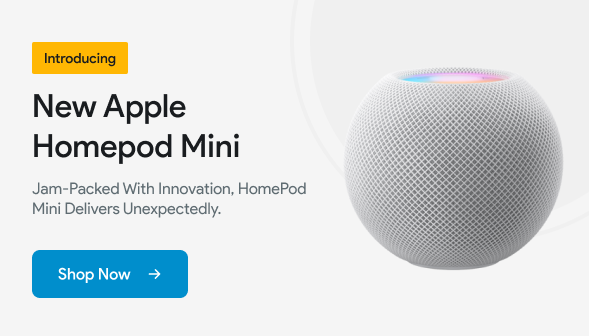 Introducing
New Apple
Homepod Mini
Jam-Packed With Innovation, HomePod
Mini Delivers Unexpectedly.
Shop Now →